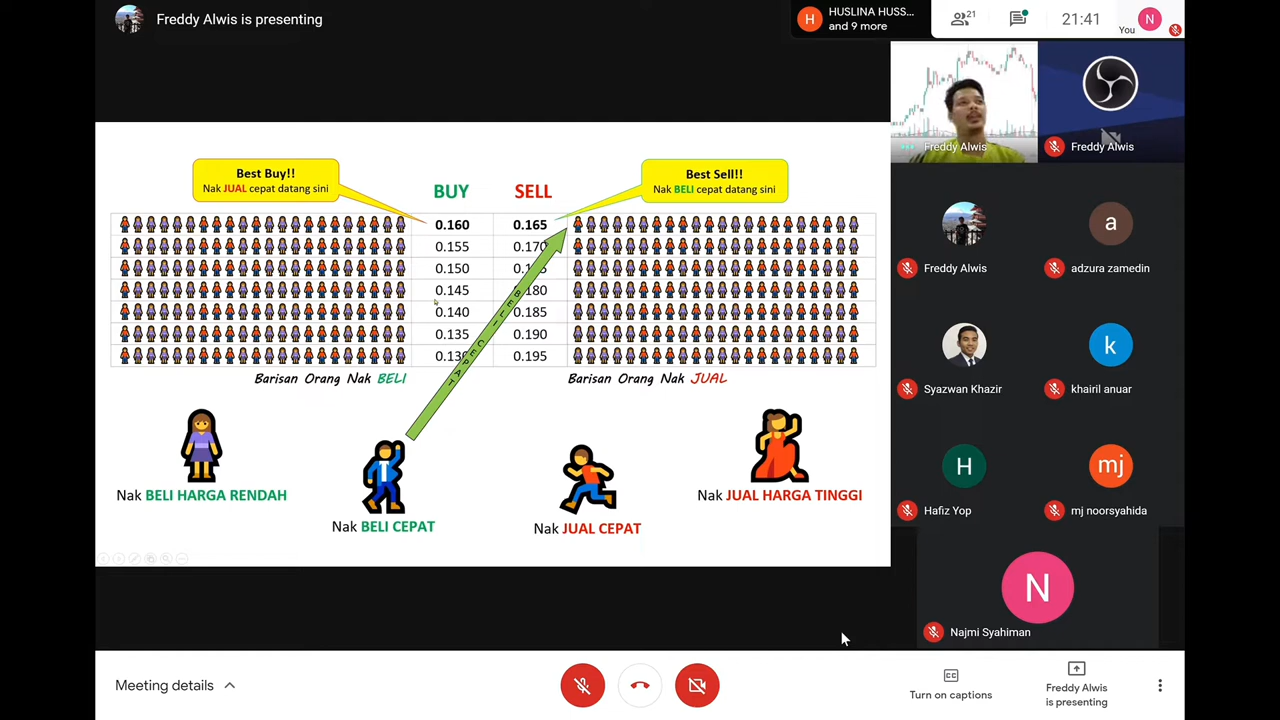 Freddy Alwis is presenting
HUSLINA HUSS...
and 9 more
H
21
21:41
You
N
Best Buy!!
Nak JUAL cepat datang sini
BUY
SELL
Best Sell!!
Nak BELI cepat datang sini
0.160
0.165
0.155
0.170
0.150
0.145
0.180
0.140
0.185
0.135
0.190
0.195
BELI CEPAT
Barisan Orang Nak BELI
Barisan Orang Nak JUAL
Nak BELI HARGA RENDAH
Nak BELI CEPAT
Nak JUAL CEPAT
Nak JUAL HARGA TINGGI
Freddy Alwis
Freddy Alwis
a
Freddy Alwis
adzura zamedin
k
Syazwan Khazir
khairil anuar
H
mj
Hafiz Yop
mj noorsyahida
N
Najmi Syahiman
Meeting details
Turn on captions
Freddy Alwis
is presenting